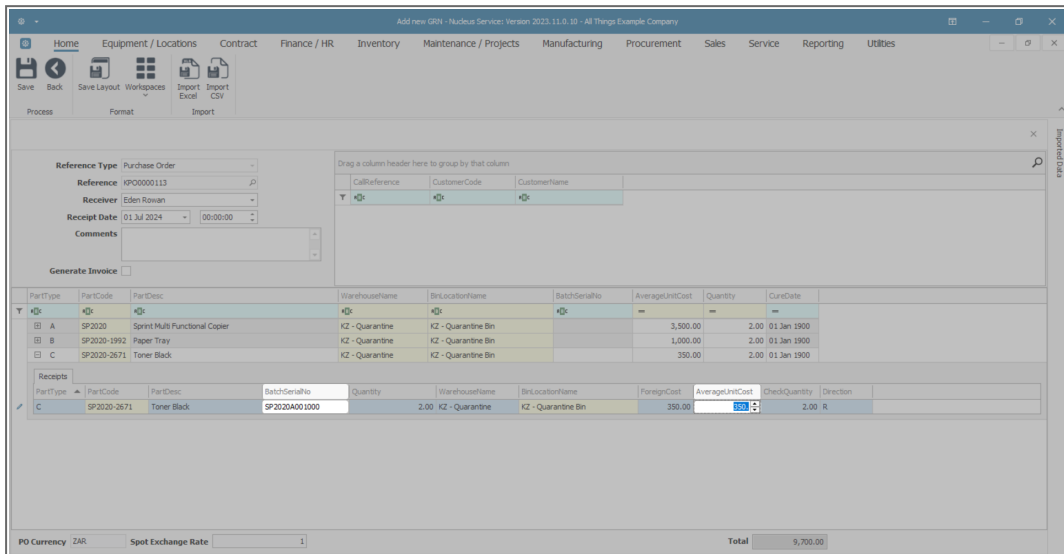 Add new GRN - Nucleus Service: Version 2023.11.0.10 - All Things Example Company
Home Equipment / Locations Contract Finance / HR Inventory Maintenance / Projects Manufacturing Procurement Sales Service Reporting Utilities
Save Back Save Layout Workspaces Import Excel Import CSV
Process Format Import
Imported Data
Reference Type Purchase Order
Reference KPO0000113
Receiver Eden Rowan
Receipt Date 01 Jul 2024 00:00:00
Comments
Generate Invoice
Drag a column header here to group by that column
CallReference CustomerCode CustomerName
PartType PartCode PartDesc WarehouseName BinLocationName BatchSerialNo AverageUnitCost Quantity CureDate
A SP2020 Sprint Multi Functional Copier KZ - Quarantine KZ - Quarantine Bin 3,500.00 2.00 01 Jan 1900
B SP2020-1992 Paper Tray KZ - Quarantine KZ - Quarantine Bin 1,000.00 2.00 01 Jan 1900
C SP2020-2671 Toner Black KZ - Quarantine KZ - Quarantine Bin 350.00 2.00 01 Jan 1900
Receipts
PartType PartCode PartDesc BatchSerialNo Quantity WarehouseName BinLocationName ForeignCost AverageUnitCost CheckQuantity Direction
C SP2020-2671 Toner Black SP2020A001000 2.00 KZ - Quarantine KZ - Quarantine Bin 350.00 350. 2.00 R
PO Currency ZAR Spot Exchange Rate 1 Total 9,700.00